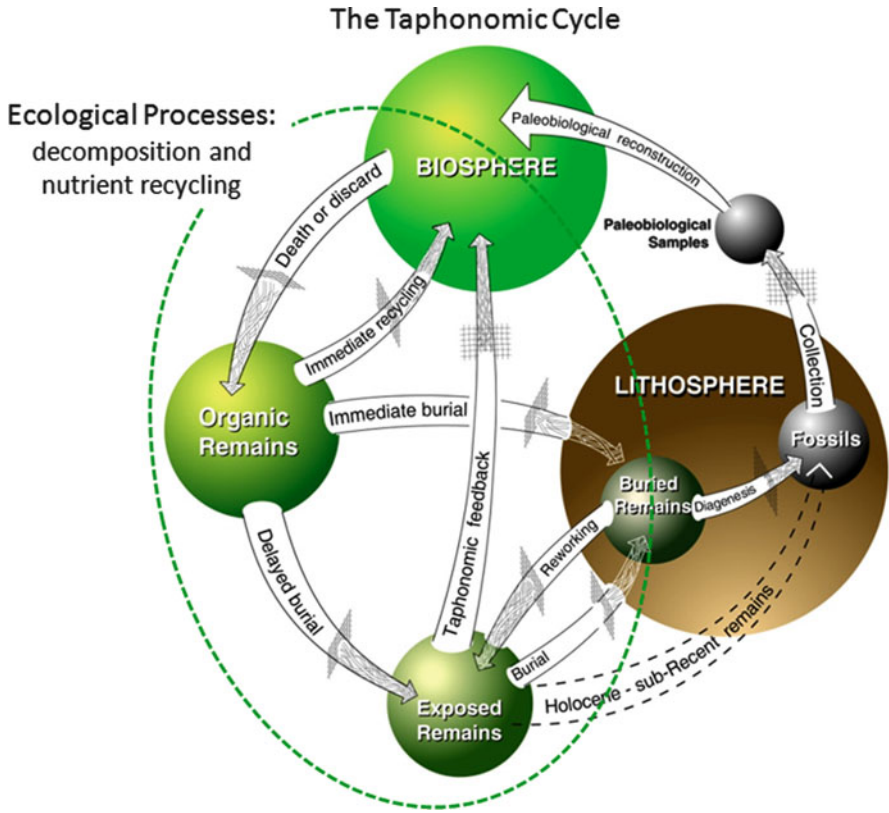 The Taphonomic Cycle
Ecological Processes:
decomposition and
nutrient recycling
BIOSPHERE
Paleobiological reconstruction
Paleobiological
Samples
Death or discard
Immediate recycling
Organic
Remains
Immediate burial
LITHOSPHERE
Collection
Fossils
Buried
Remains
Diagenesis
Delayed burial
Taphonomic feedback
Reworking
Burial
Holocene - sub-Recent remains
Exposed
Remains